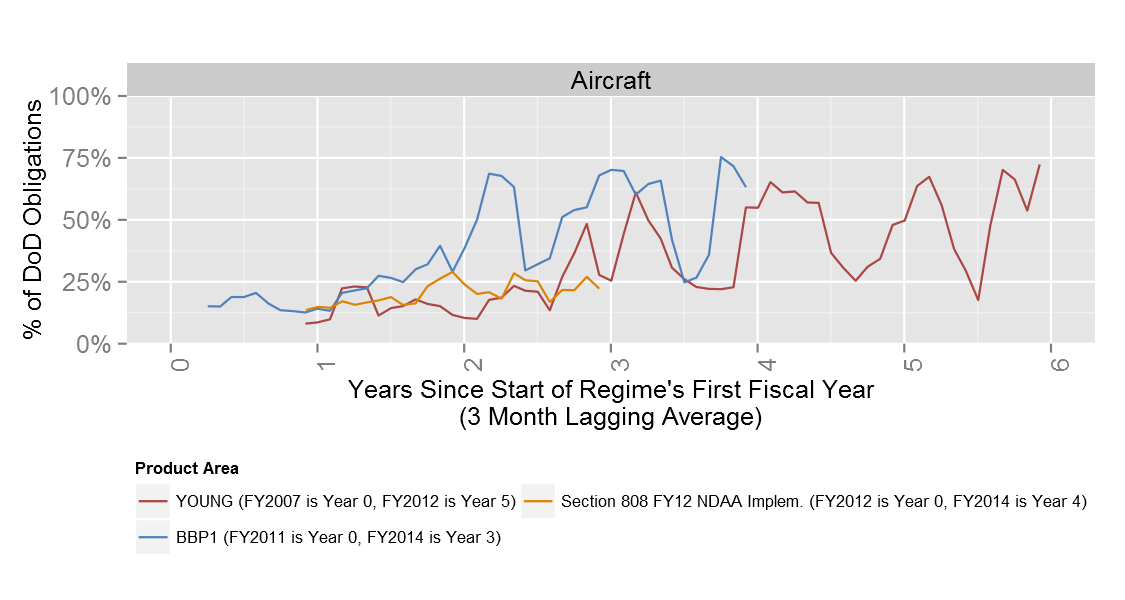 Aircraft
% of DoD Obligations
100%
75%
50%
25%
0%
0 1 2 3 4 5 6
Years Since Start of Regime's First Fiscal Year
(3 Month Lagging Average)
Product Area
YOUNG (FY2007 is Year 0, FY2012 is Year 5) Section 808 FY12 NDAA Implem. (FY2012 is Year 0, FY2014 is Year 4)
BBP1 (FY2011 is Year 0, FY2014 is Year 3)